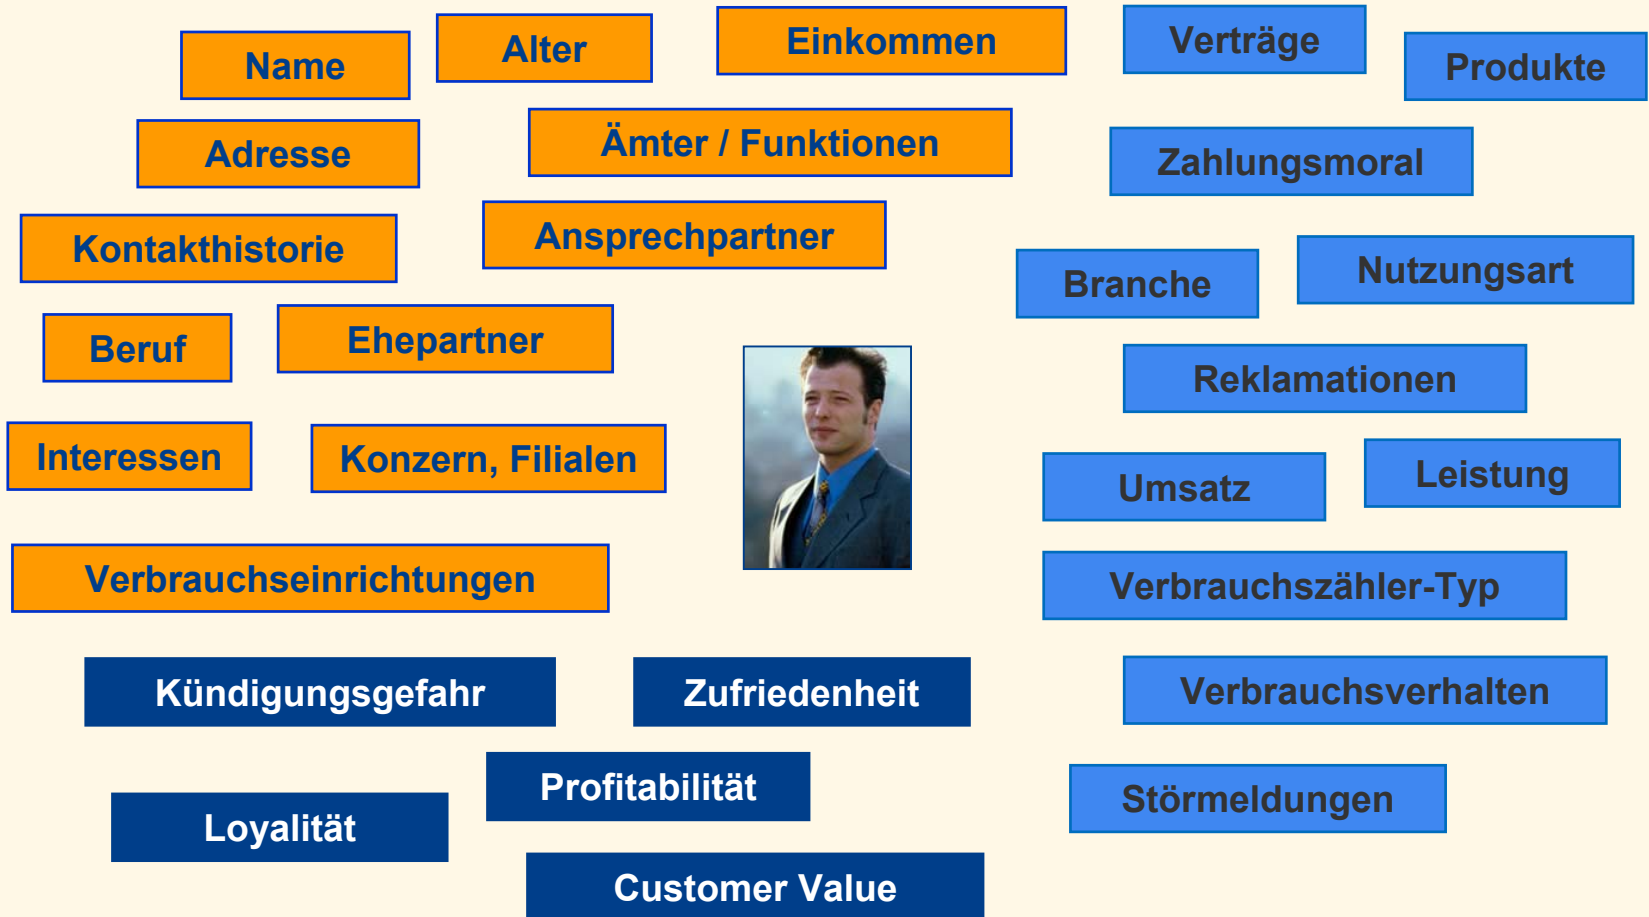 Name
Alter
Einkommen
Verträge
Produkte
Adresse
Ämter / Funktionen
Zahlungsmoral
Kontakthistorie
Ansprechpartner
Branche
Nutzungsart
Beruf
Ehepartner
Reklamationen
Interessen
Konzern, Filialen
Umsatz
Leistung
Verbrauchseinrichtungen
Verbrauchszähler-Typ
Kündigungsgefahr
Zufriedenheit
Verbrauchsverhalten
Profitabilität
Störmeldungen
Loyalität
Customer Value